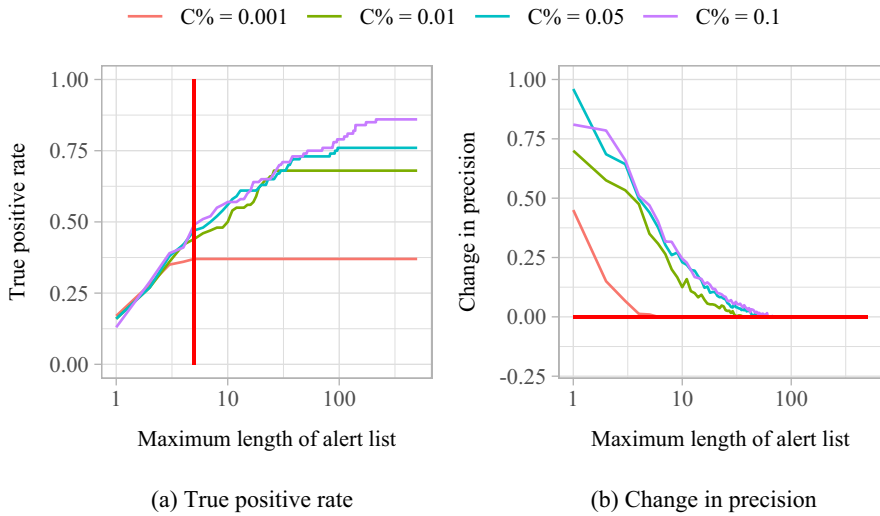 C% = 0.001 C% = 0.01 C% = 0.05 C% = 0.1
True positive rate
1.00
0.75
0.50
0.25
0.00
1 10 100
Maximum length of alert list
(a) True positive rate
Change in precision
1.00
0.75
0.50
0.25
0.00
-0.25
1 10 100
Maximum length of alert list
(b) Change in precision